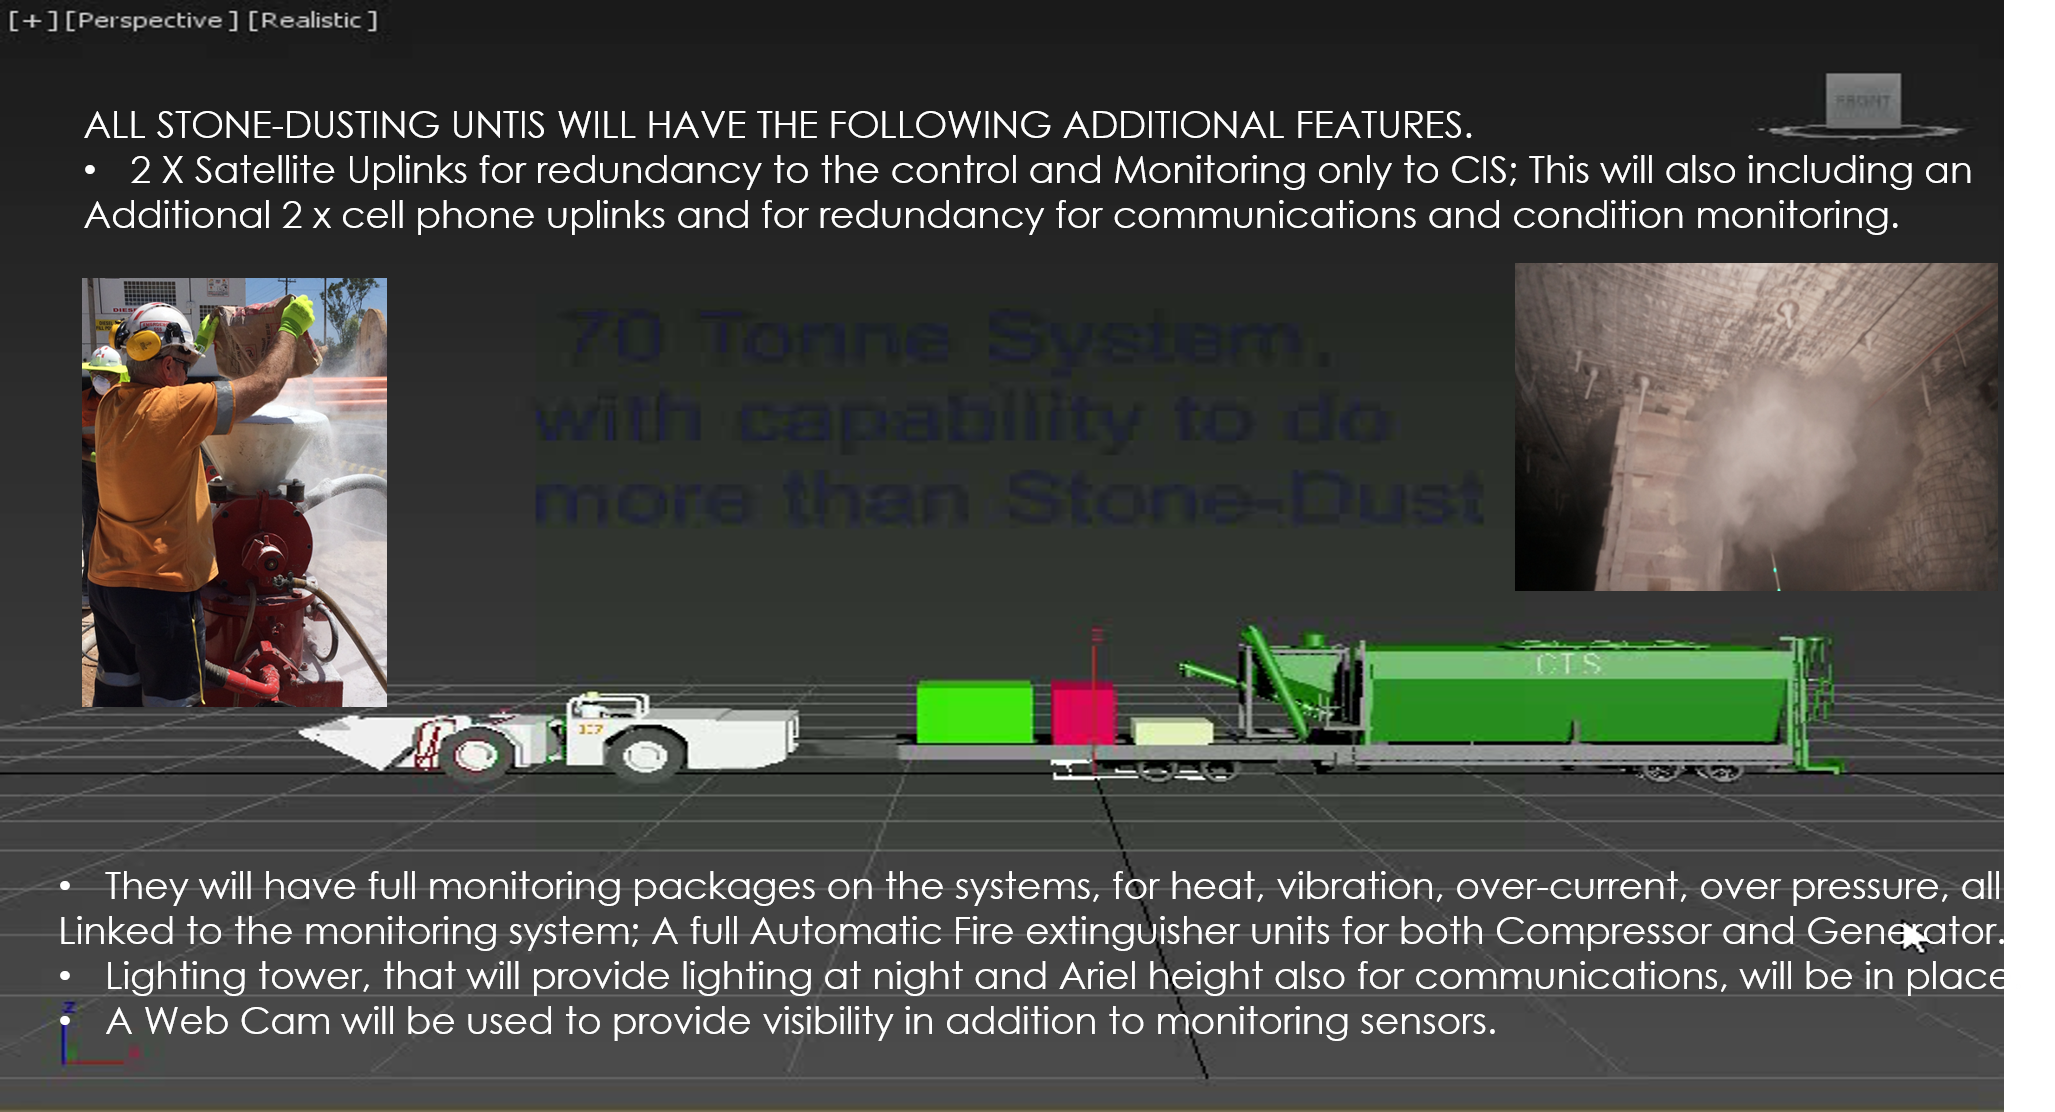 [+] [Perspective ] [Realistic ]
FRONT
ALL STONE-DUSTING UNTIS WILL HAVE THE FOLLOWING ADDITIONAL FEATURES.
• 2 X Satellite Uplinks for redundancy to the control and Monitoring only to CIS; This will also including an
Additional 2 x cell phone uplinks and for redundancy for communications and condition monitoring.
70 Tonne System,
with capability to do
more than Stone-Dust
• They will have full monitoring packages on the systems, for heat, vibration, over-current, over pressure, all
Linked to the monitoring system; A full Automatic Fire extinguisher units for both Compressor and Generator.
• Lighting tower, that will provide lighting at night and Ariel height also for communications, will be in place
• A Web Cam will be used to provide visibility in addition to monitoring sensors.
z